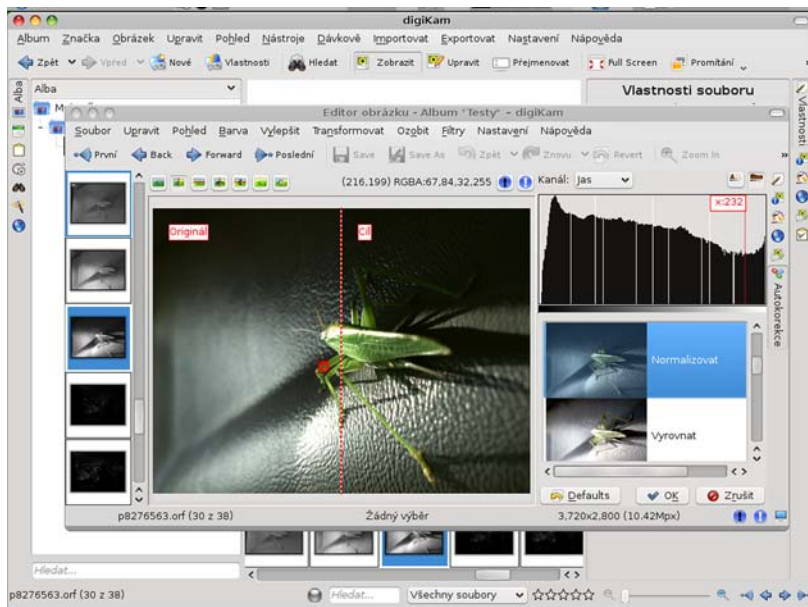 digiKam
Album Značka Obrázek Upravit Pohled Nástroje Dávkově Importovat Exportovat Nastavení Nápověda
Zpět Vpřed Nové Vlastnosti Hledat Zobrazit Upravit Přejmenovat Full Screen Promítání
Alba
Alba
Vlastnosti souboru
Vlastnosti
Editor obrázku - Album "Testy" - digiKam
Soubor Upravit Pohled Barva Vylepšit Transformovat Ozobit Filtry Nastavení Nápověda
První Back Forward Poslední Save Save As Zpět Znovu Revert Zoom In
(216,199) RGBA:67,84,32,255
Kanál: Jas
x:232
Originál
Cíl
Autokorekce
Normalizovat
Vyrovnat
Defaults OK Zrušit
p8276563.orf (30 z 38) Žádný výběr 3,720x2,800 (10.42Mpx)
Hledat...
p8276563.orf (30 z 38) Hledat... Všechny soubory